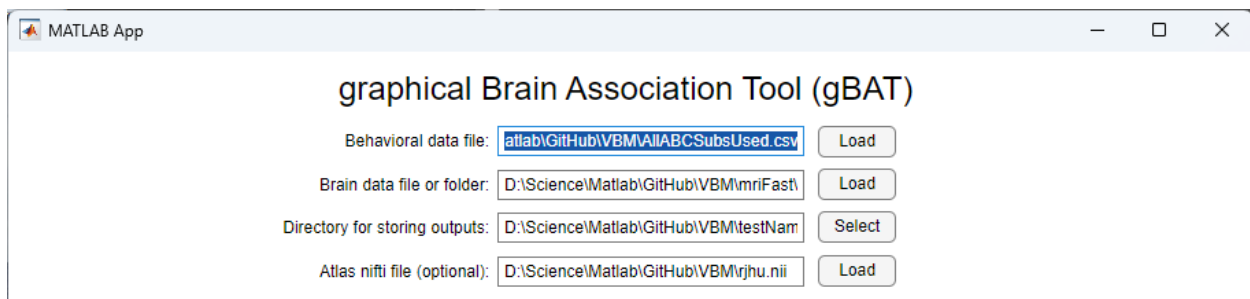 MATLAB App
graphical Brain Association Tool (gBAT)
Behavioral data file: atlab\GitHub\VBM\AllABCSubsUsed.csv Load
Brain data file or folder: D:\Science\Matlab\GitHub\VBM\mriFast\ Load
Directory for storing outputs: D:\Science\Matlab\GitHub\VBM\testNam Select
Atlas nifti file (optional): D:\Science\Matlab\GitHub\VBM\rjhu.nii Load